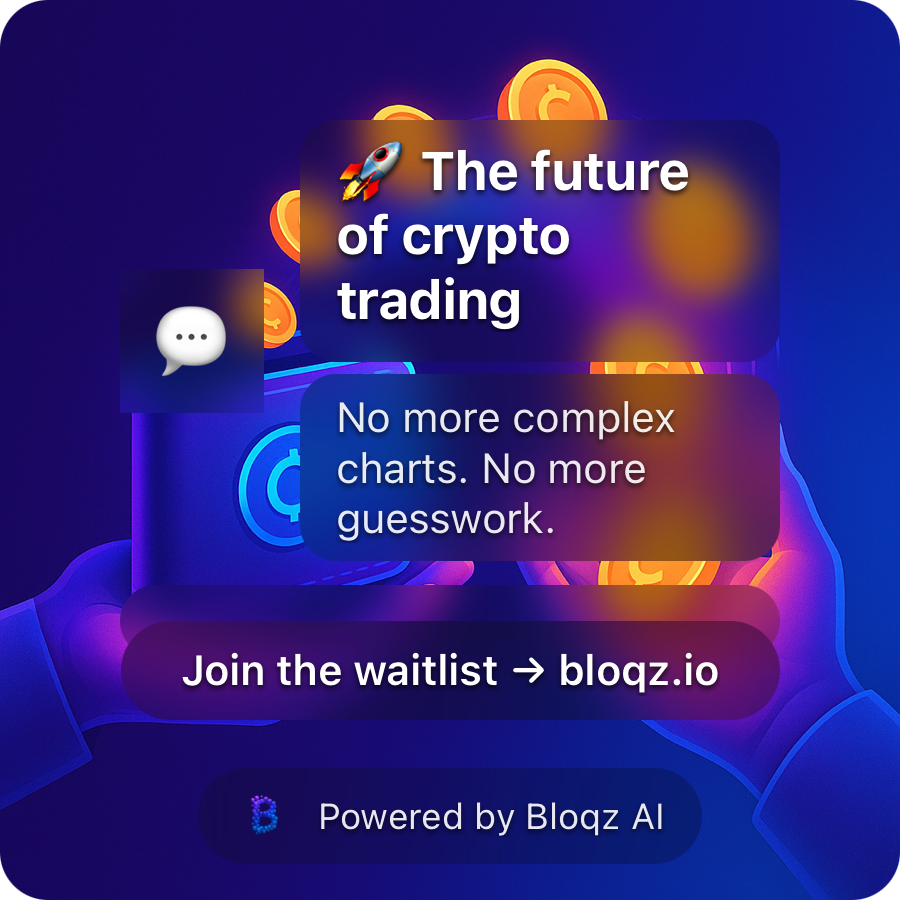 🚀 The future
of crypto
trading
No more complex
charts. No more
guesswork.
Join the waitlist → bloqz.io
Powered by Bloqz AI